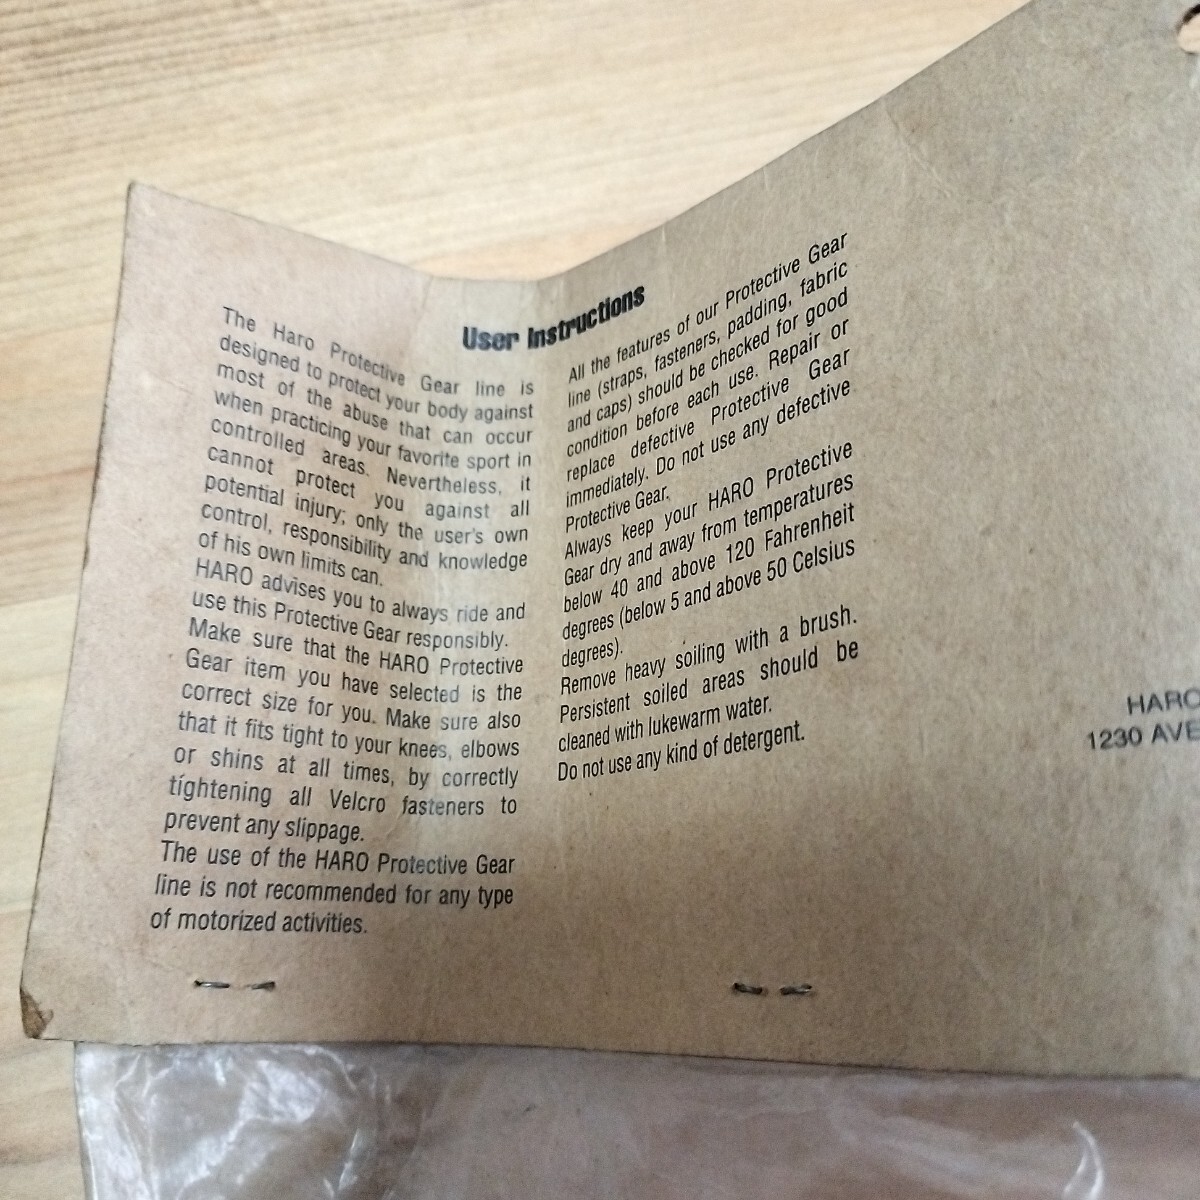 User Instructions
The Haro Protective Gear line is
designed to protect your body against
most of the abuse that can occur
when practicing your favorite sport in
controlled areas. Nevertheless, it
cannot protect you against all
potential injury; only the user's own
control, responsibility and knowledge
of his own limits can.
HARO advises you to always ride and
use this Protective Gear responsibly.
Make sure that the HARO Protective
Gear item you have selected is the
correct size for you. Make sure also
that it fits tight to your knees, elbows
or shins at all times, by correctly
tightening all Velcro fasteners to
prevent any slippage.
The use of the HARO Protective Gear
line is not recommended for any type
of motorized activities.
All the features of our Protective Gear
line (straps, fasteners, padding, fabric
and caps) should be checked for good
condition before each use. Repair or
replace defective Protective Gear
immediately. Do not use any defective
Protective Gear.
Always keep your HARO Protective
Gear dry and away from temperatures
below 40 and above 120 Fahrenheit
degrees (below 5 and above 50 Celsius
degrees).
Remove heavy soiling with a brush.
Persistent soiled areas should be
cleaned with lukewarm water.
Do not use any kind of detergent.
HARO
1230 AVE